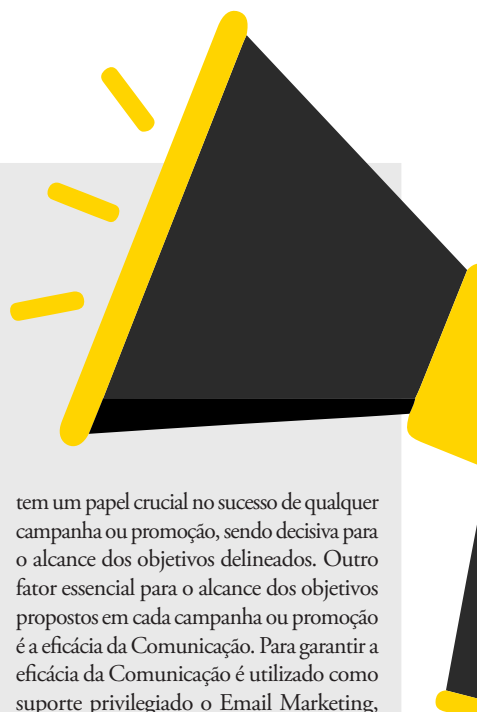 tem um papel crucial no sucesso de qualquer
campanha ou promoção, sendo decisiva para
o alcance dos objetivos delineados. Outro
fator essencial para o alcance dos objetivos
propostos em cada campanha ou promoção
é a eficácia da Comunicação. Para garantir a
eficácia da Comunicação é utilizado como
suporte privilegiado o Email Marketing,